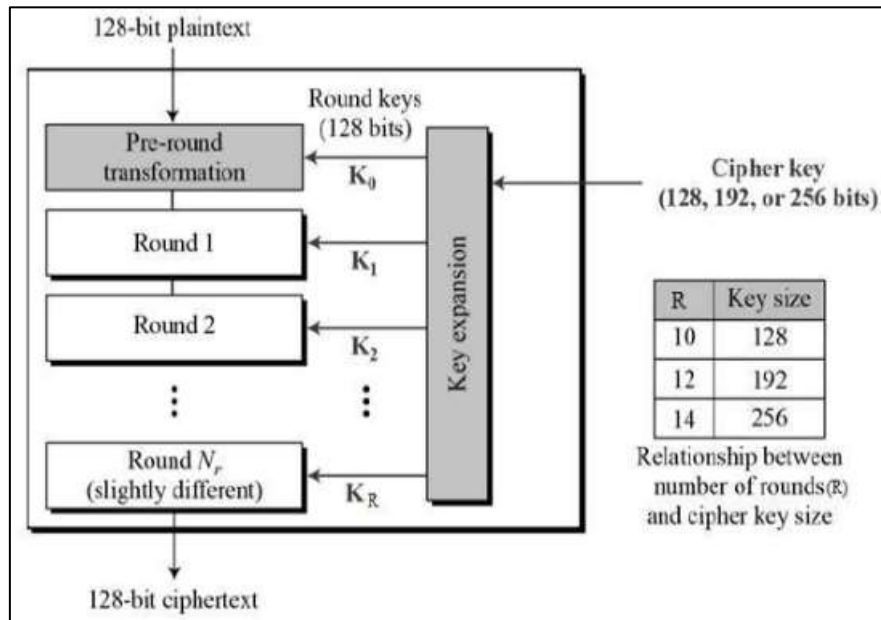 128-bit plaintext
Round keys
(128 bits)
Pre-round
transformation
K0
Cipher key
(128, 192, or 256 bits)
Round 1
K1
Round 2
K2
Key expansion
R Key size
10 128
12 192
14 256
Round Nr
(slightly different)
KR
Relationship between
number of rounds(R)
and cipher key size
128-bit ciphertext